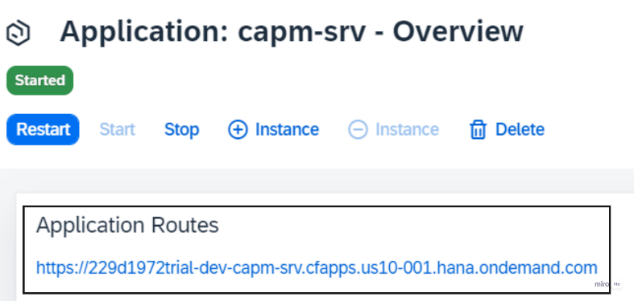 Application: capm-srv - Overview
Started
Restart Start Stop Instance Instance Delete
Application Routes
https://229d1972trial-dev-capm-srv.cfapps.us10-001.hana.ondemand.com
miro